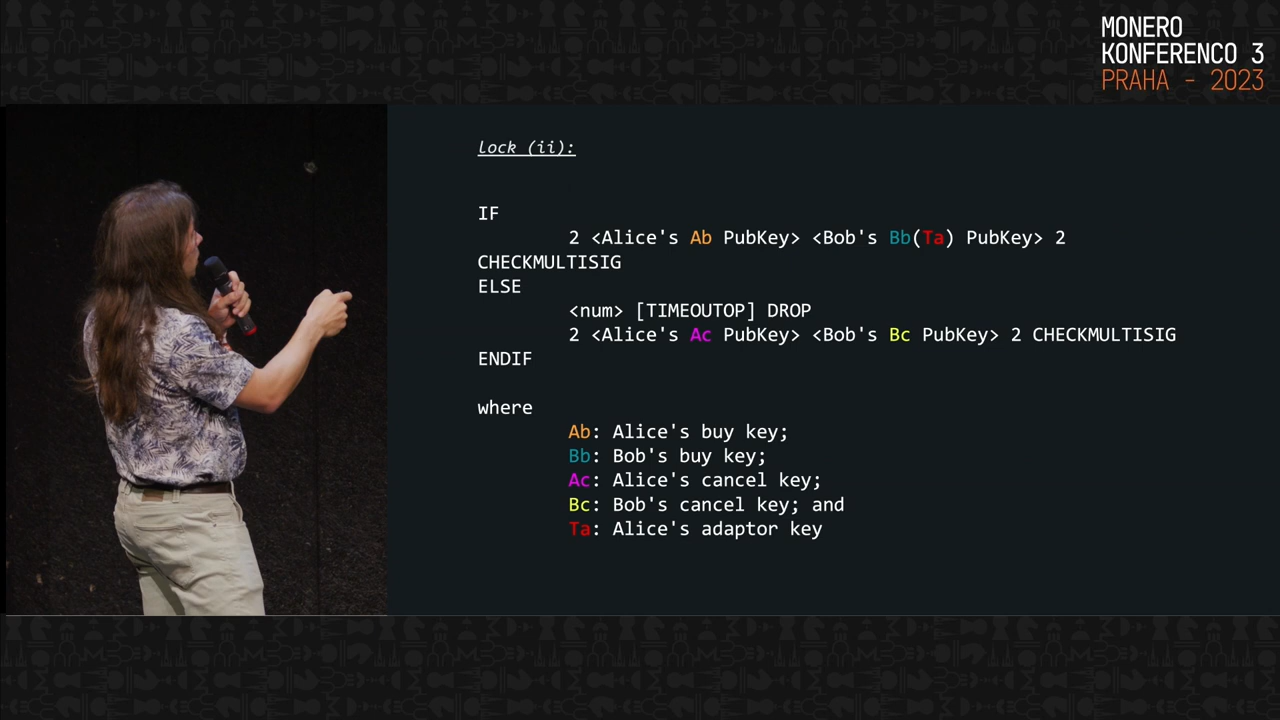 MONERO
KONFERENCO 3
PRAHA - 2023
lock (ii):
IF
2 <Alice's Ab PubKey> <Bob's Bb(Ta) PubKey> 2
CHECKMULTISIG
ELSE
<num> [TIMEOUTOP] DROP
2 <Alice's Ac PubKey> <Bob's Bc PubKey> 2 CHECKMULTISIG
ENDIF
where
Ab: Alice's buy key;
Bb: Bob's buy key;
Ac: Alice's cancel key;
Bc: Bob's cancel key; and
Ta: Alice's adaptor key